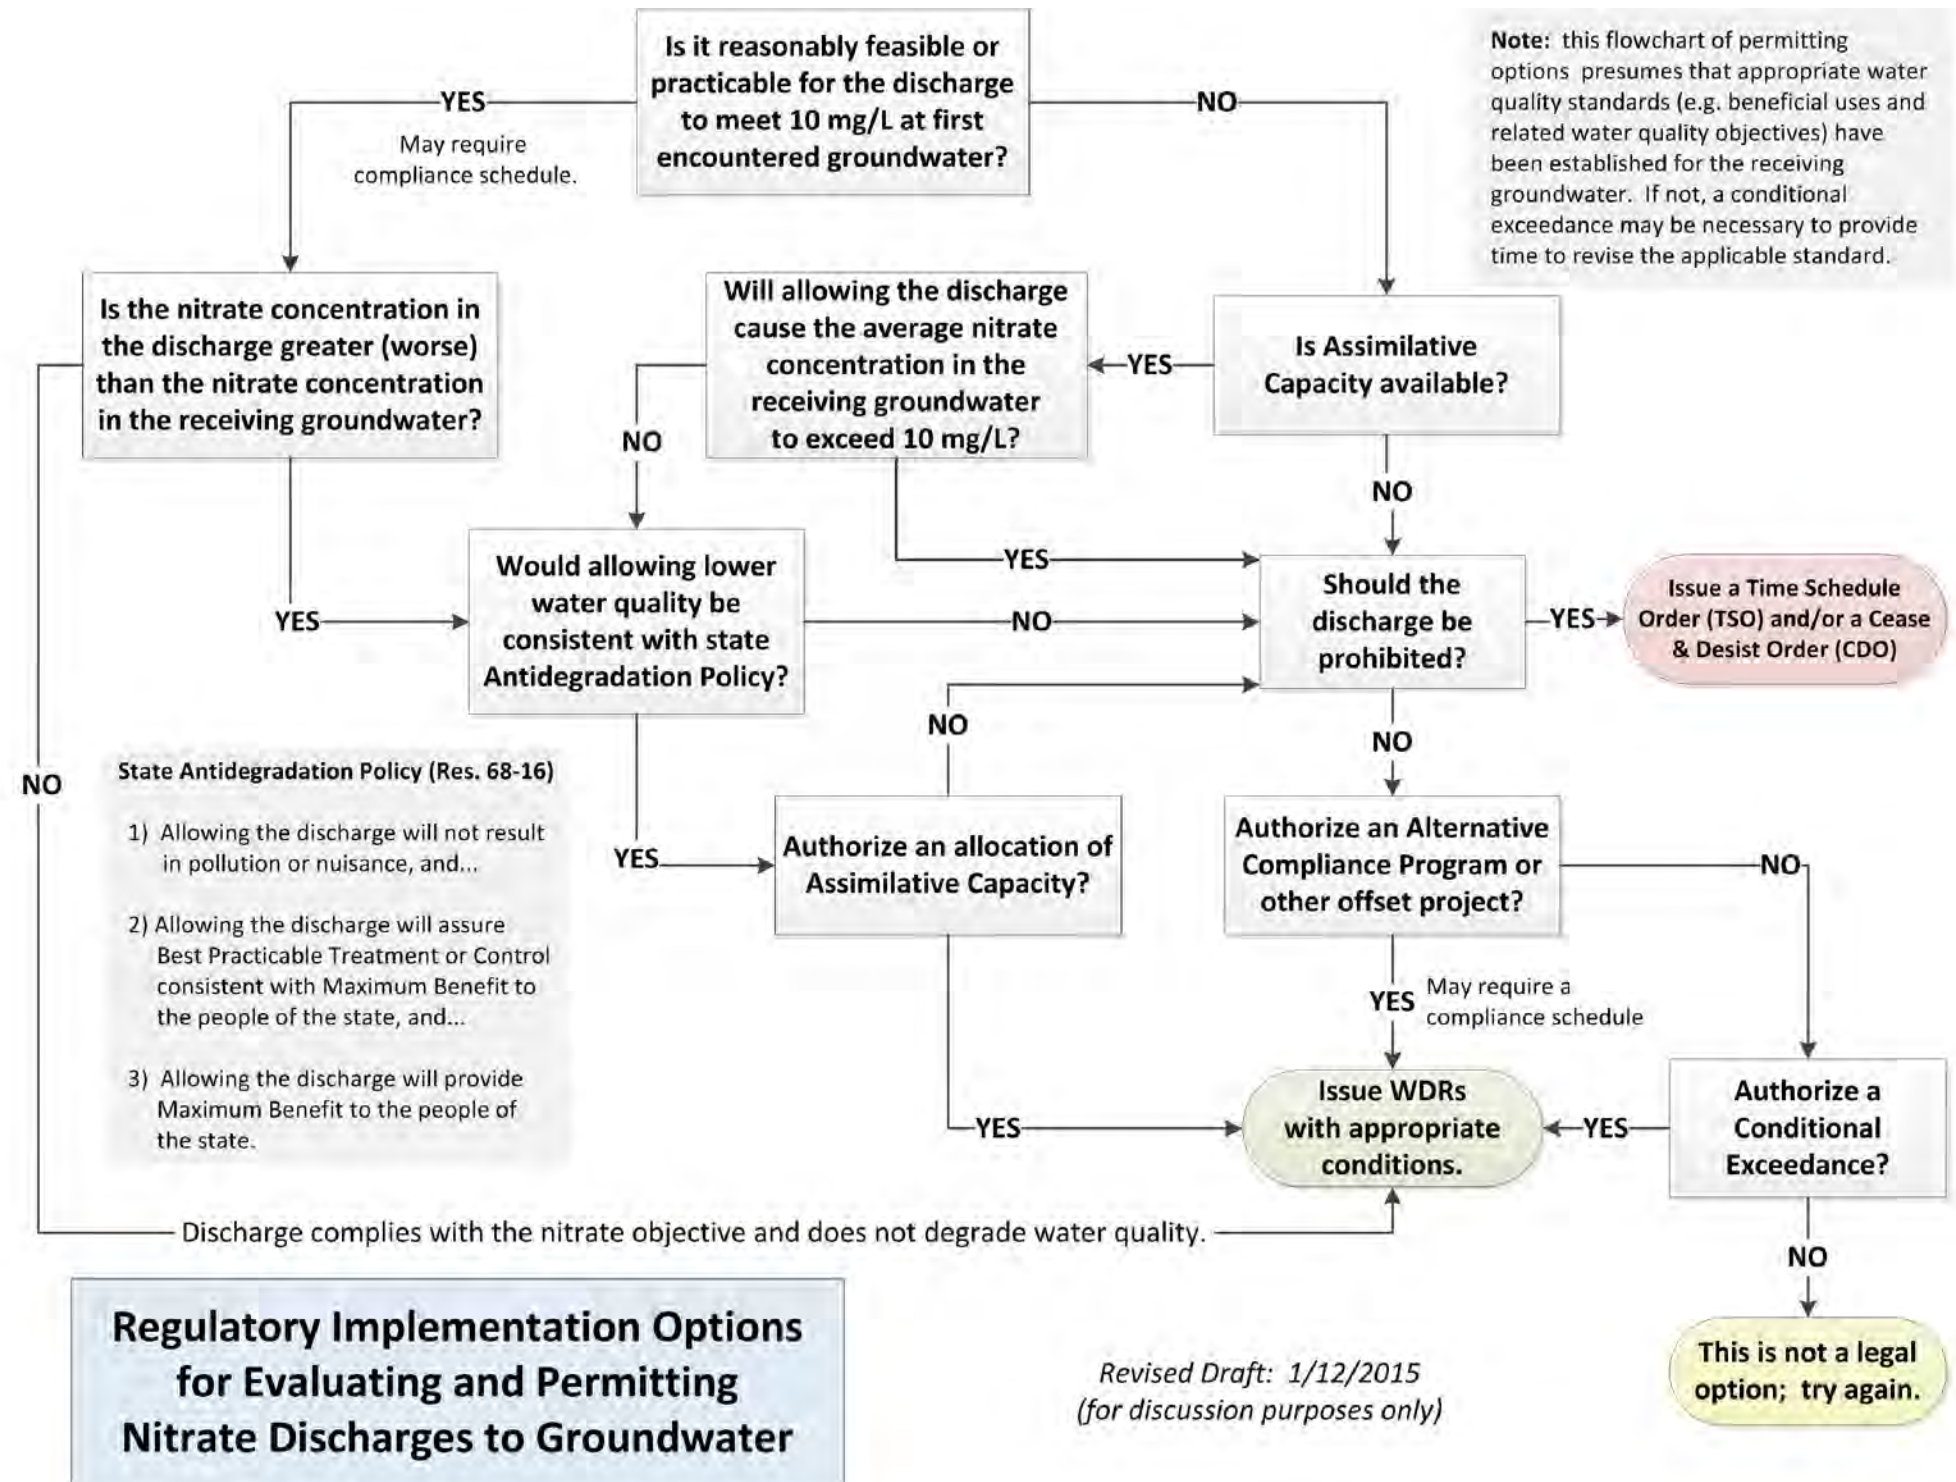 Is it reasonably feasible or
practicable for the discharge
to meet 10 mg/L at first
encountered groundwater?
YES
May require
compliance schedule.
NO
Note: this flowchart of permitting
options presumes that appropriate water
quality standards (e.g. beneficial uses and
related water quality objectives) have
been established for the receiving
groundwater. If not, a conditional
exceedance may be necessary to provide
time to revise the applicable standard.
Is the nitrate concentration in
the discharge greater (worse)
than the nitrate concentration
in the receiving groundwater?
Will allowing the discharge
cause the average nitrate
concentration in the
receiving groundwater
to exceed 10 mg/L?
YES
Is Assimilative
Capacity available?
NO
NO
YES
Would allowing lower
water quality be
consistent with state
Antidegradation Policy?
YES
NO
Should the
discharge be
prohibited?
YES
Issue a Time Schedule
Order (TSO) and/or a Cease
& Desist Order (CDO)
NO
NO
NO
State Antidegradation Policy (Res. 68-16)
1) Allowing the discharge will not result
in pollution or nuisance, and...
2) Allowing the discharge will assure
Best Practicable Treatment or Control
consistent with Maximum Benefit to
the people of the state, and...
3) Allowing the discharge will provide
Maximum Benefit to the people of
the state.
YES
Authorize an allocation of
Assimilative Capacity?
Authorize an Alternative
Compliance Program or
other offset project?
NO
YES
May require a
compliance schedule
YES
Issue WDRs
with appropriate
conditions.
YES
Authorize a
Conditional
Exceedance?
Discharge complies with the nitrate objective and does not degrade water quality.
NO
This is not a legal
option; try again.
Regulatory Implementation Options
for Evaluating and Permitting
Nitrate Discharges to Groundwater
Revised Draft: 1/12/2015
(for discussion purposes only)